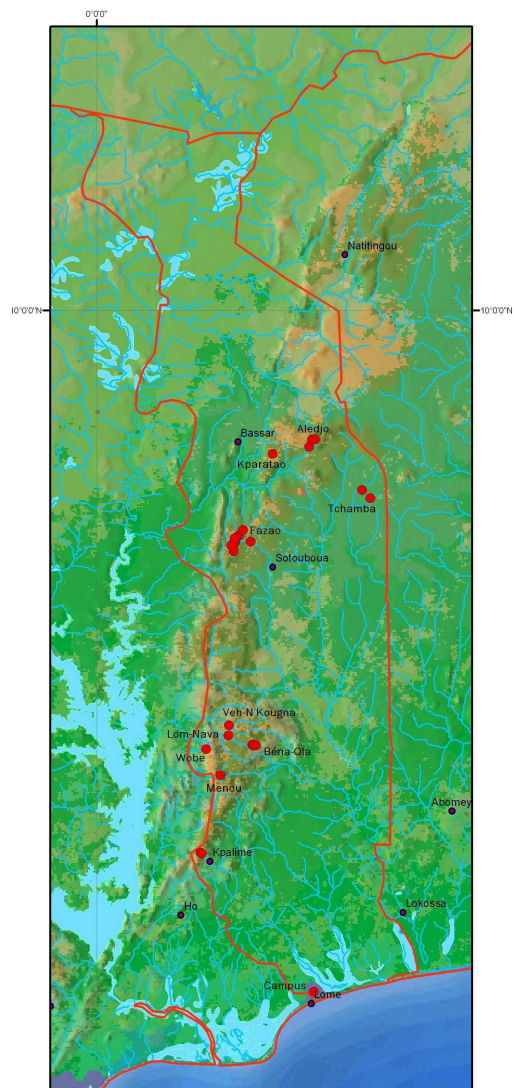 0°0'0"
Natitingou
10°0'0"N
10°0'0"N
Bassar
Aledjo
Kparatao
Tchamba
Fazao
Sotouboua
Veh-N'Kougna
Lom-Nava
Wobe
Béna-Ola
Menou
Abomey
Kpalime
Ho
Lokossa
Campus
Lome